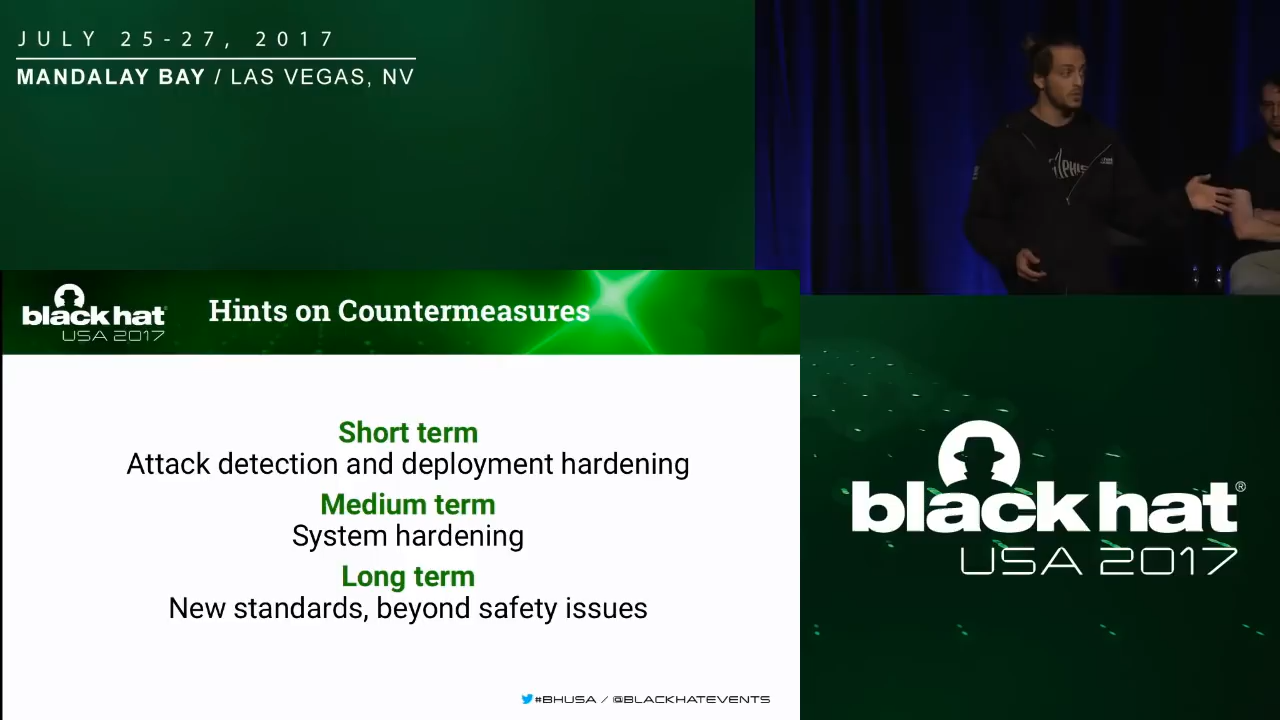 JULY 25-27, 2017
MANDALAY BAY / LAS VEGAS, NV
black hat
USA 2017
Hints on Countermeasures
Short term
Attack detection and deployment hardening
Medium term
System hardening
Long term
New standards, beyond safety issues
#BHUSA / @BLACKHATEVENTS
black hat®
USA 2017